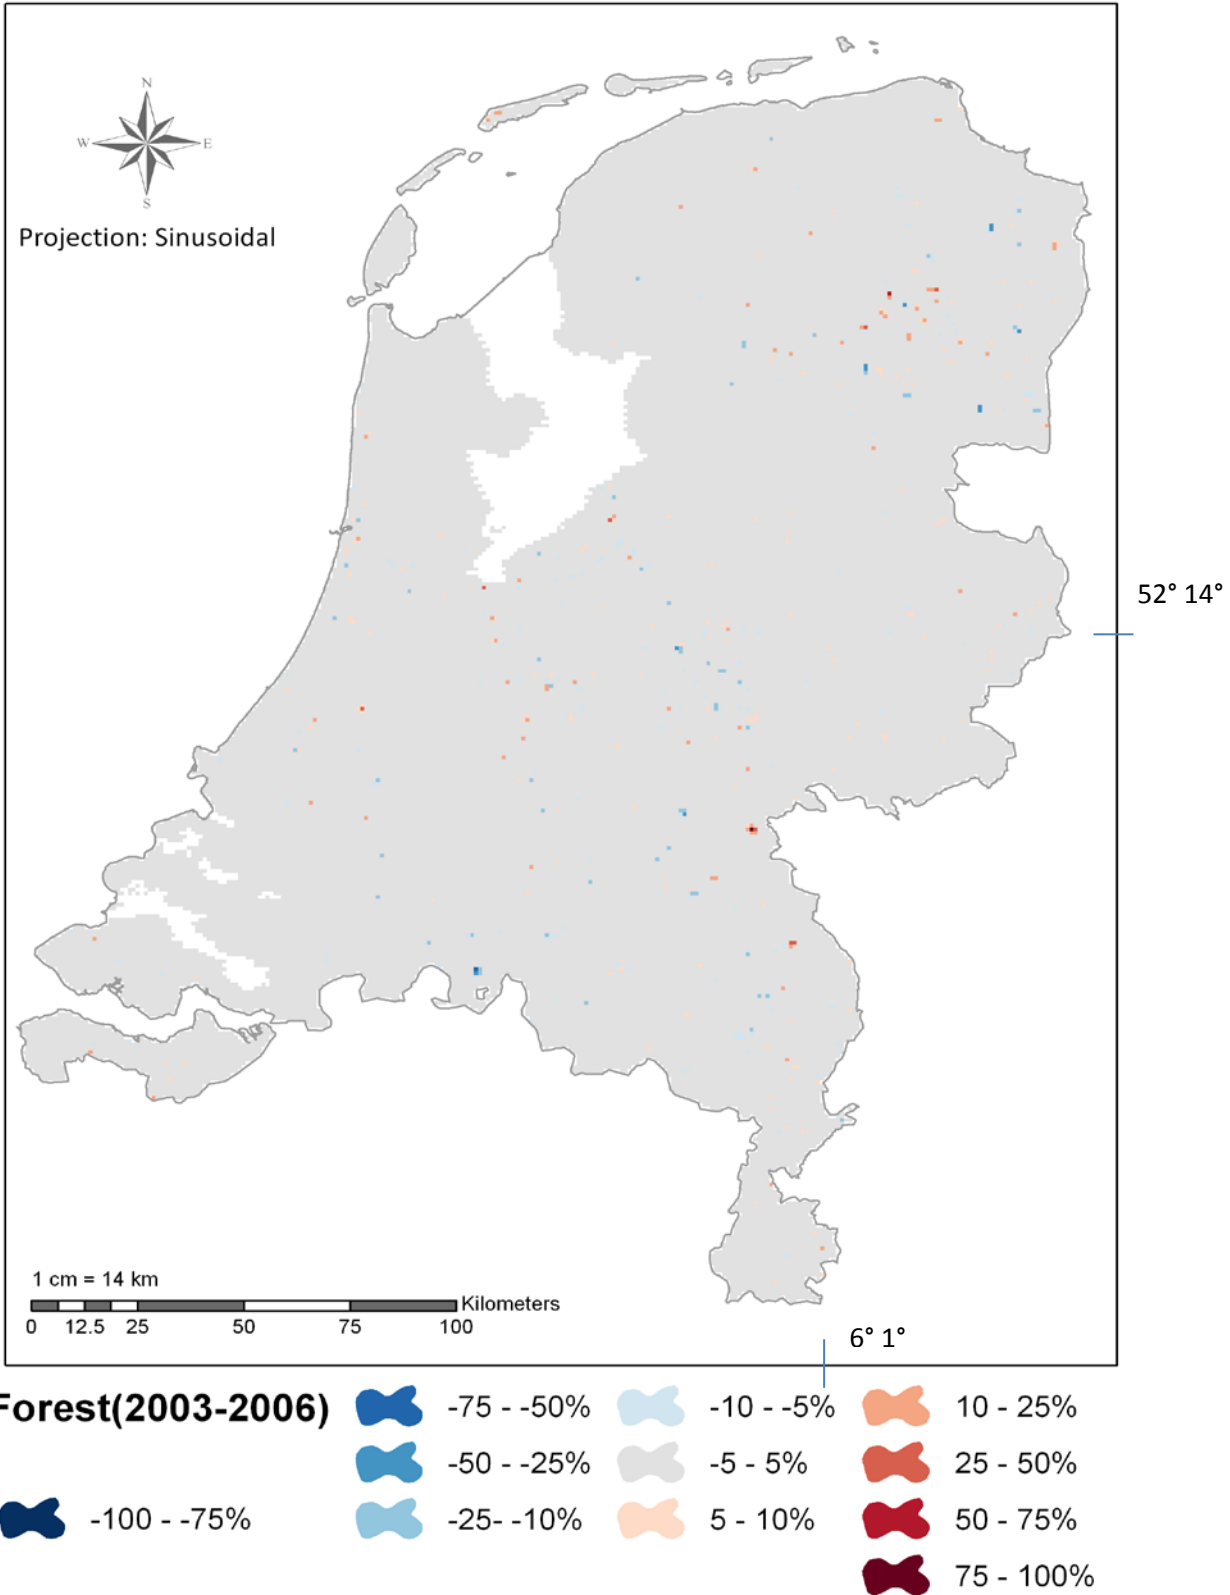 N
W E
S
Projection: Sinusoidal
52° 14°
1 cm = 14 km
Kilometers
0 12.5 25 50 75 100
6° 1°
Forest(2003-2006)
-75 - -50% -10 - -5% 10 - 25%
-50 - -25% -5 - 5% 25 - 50%
-100 - -75% -25- -10% 5 - 10% 50 - 75%
75 - 100%